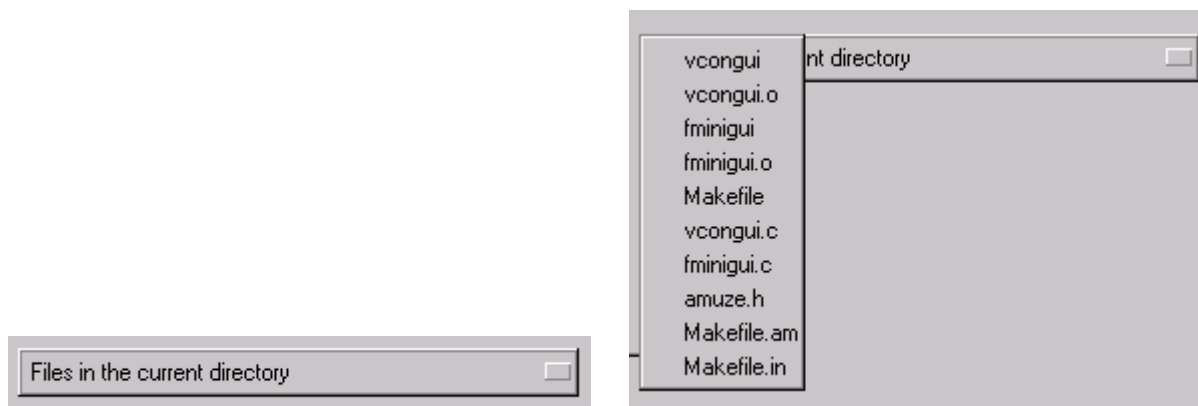 Files in the current directory
nt directory
vcongui
vcongui.o
fminigui
fminigui.o
Makefile
vcongui.c
fminigui.c
amuze.h
Makefile.am
Makefile.in